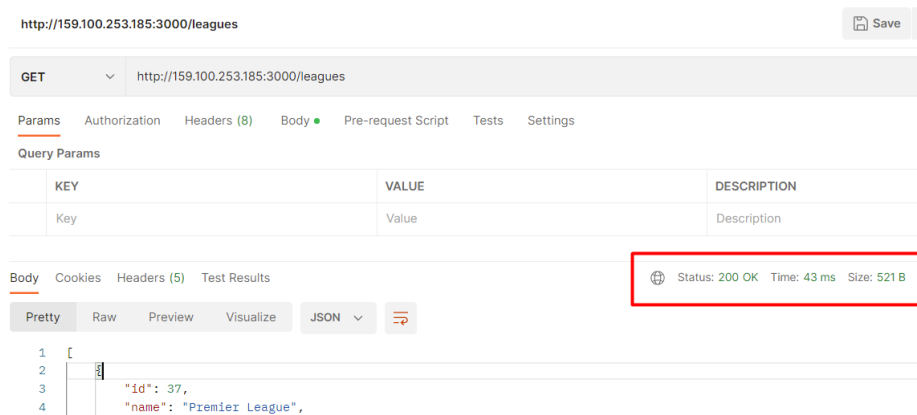 http://159.100.253.185:3000/leagues Save
GET http://159.100.253.185:3000/leagues
Params Authorization Headers (8) Body Pre-request Script Tests Settings
Query Params
KEY VALUE DESCRIPTION
Key Value Description
Body Cookies Headers (5) Test Results Status: 200 OK Time: 43 ms Size: 521 B
Pretty Raw Preview Visualize JSON
1 [
2 {
3 "id": 37,
4 "name": "Premier League",